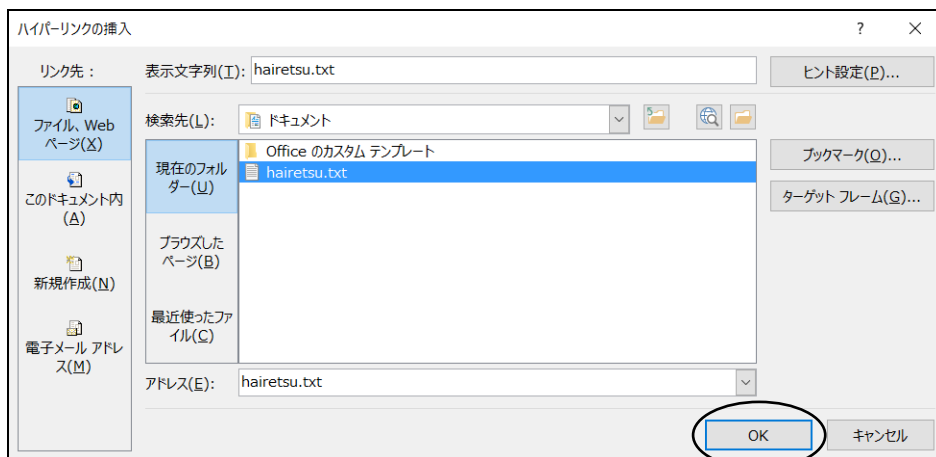 ハイパーリンクの挿入
?
リンク先：
表示文字列(T): hairetsu.txt
ヒント設定(P)...
ファイル、Web
ページ(X)
このドキュメント内
(A)
新規作成(N)
電子メール アドレ
ス(M)
検索先(L): ドキュメント
現在のフォル
ダー(U)
ブラウズした
ページ(B)
最近使ったファ
イル(C)
Office のカスタム テンプレート
hairetsu.txt
ブックマーク(O)...
ターゲット フレーム(G)...
アドレス(E): hairetsu.txt
OK
キャンセル